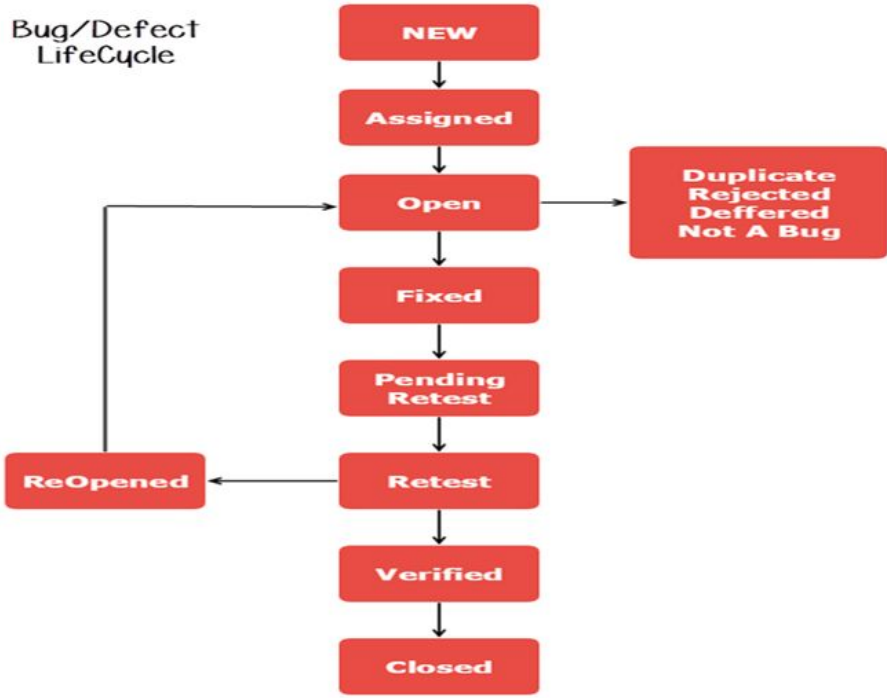 Bug/Defect
LifeCycle
NEW
Assigned
Open
Duplicate
Rejected
Deffered
Not A Bug
Fixed
Pending
Retest
ReOpened
Retest
Verified
Closed